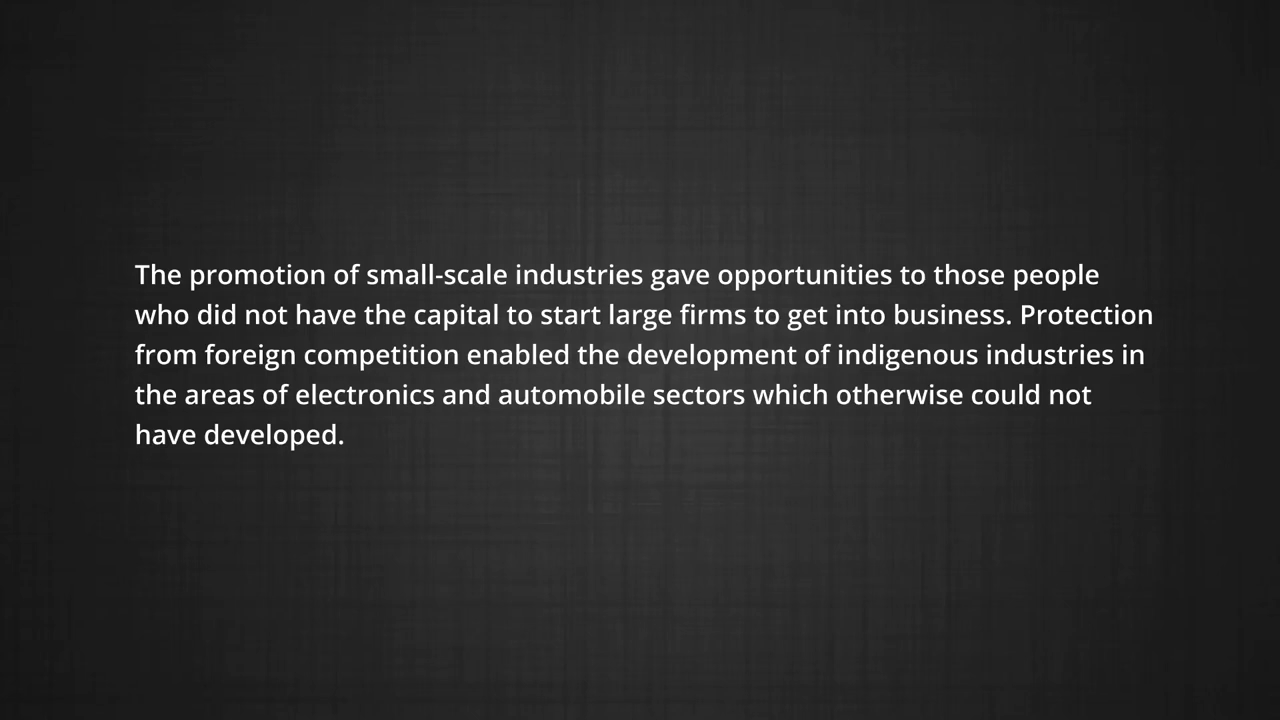 The promotion of small-scale industries gave opportunities to those people
who did not have the capital to start large firms to get into business. Protection
from foreign competition enabled the development of indigenous industries in
the areas of electronics and automobile sectors which otherwise could not
have developed.